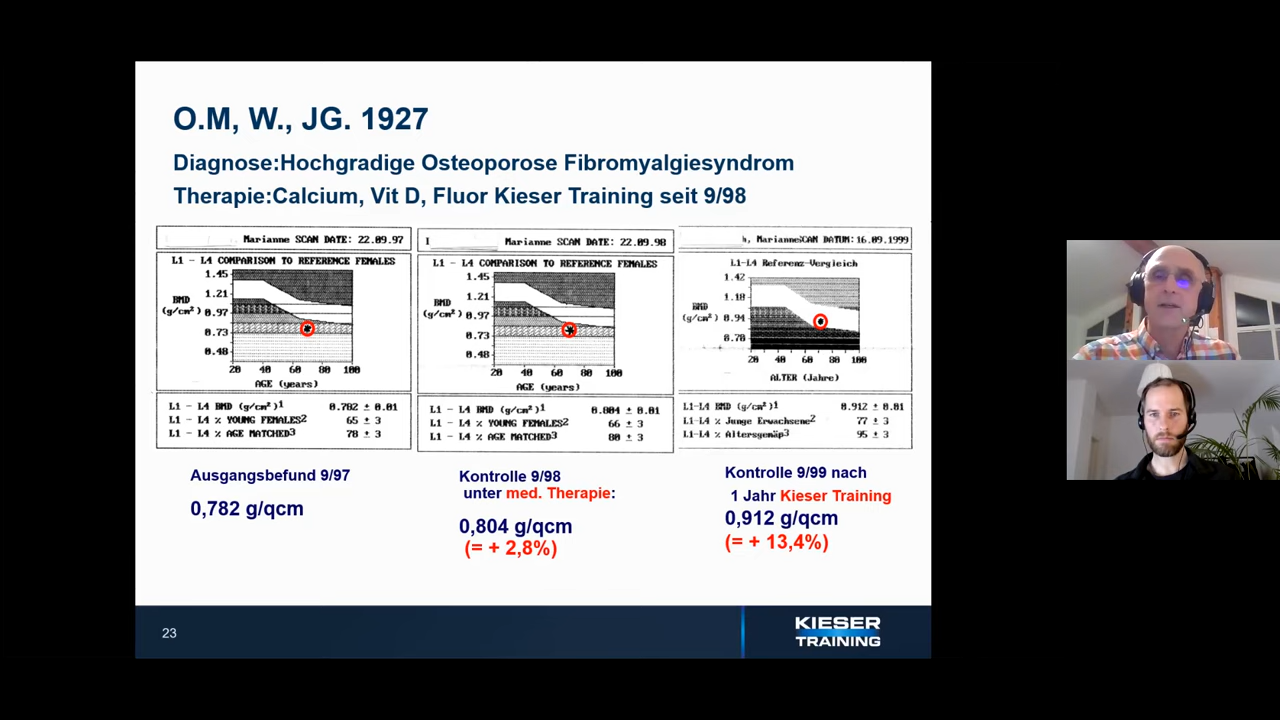 O.M, W., JG. 1927
Diagnose:Hochgradige Osteoporose Fibromyalgiesyndrom
Therapie:Calcium, Vit D, Fluor Kieser Training seit 9/98
Marianne SCAN DATE: 22.09.97
L1 - L4 COMPARISON TO REFERENCE FEMALES
1.45
1.21
BMD
(g/cm²)
0.97
0.73
0.48
20 40 60 80 100
AGE (years)
L1 - L4 BMD (g/cm²)1 0.782 ± 0.01
L1 - L4 % YOUNG FEMALES2 65 ± 3
L1 - L4 % AGE MATCHED3 78 ± 3
Ausgangsbefund 9/97
0,782 g/qcm
Marianne SCAN DATE: 22.09.98
L1 - L4 COMPARISON TO REFERENCE FEMALES
1.45
1.21
BMD
(g/cm²)
0.97
0.73
0.48
20 40 60 80 100
AGE (years)
L1 - L4 BMD (g/cm²)1 0.804 ± 0.01
L1 - L4 % YOUNG FEMALES2 66 ± 3
L1 - L4 % AGE MATCHED3 80 ± 3
Kontrolle 9/98
unter med. Therapie:
0,804 g/qcm
(= + 2,8%)
Marianne SCAN DATUM: 16.09.1999
L1-L4 Referenz-Vergleich
1.42
1.18
BMD
(g/cm²)
0.94
0.70
20 40 60 80 100
ALTER (Jahre)
L1-L4 BMD (g/cm²)1 0.912 ± 0.01
L1-L4 % Junge Erwachsene2 77 ± 3
L1-L4 % Altersgemäß3 95 ± 3
Kontrolle 9/99 nach
1 Jahr Kieser Training
0,912 g/qcm
(= + 13,4%)
23
KIESER
TRAINING